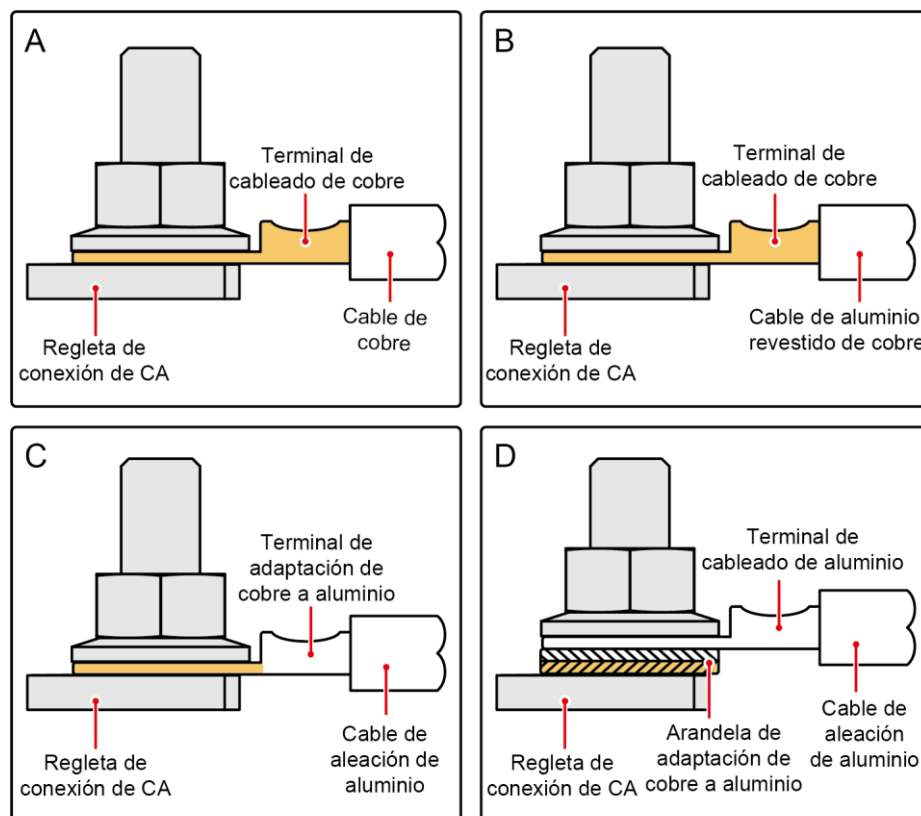 A
Terminal de
cableado de cobre
Cable de
cobre
Regleta de
conexión de CA
B
Terminal de
cableado de cobre
Cable de aluminio
revestido de cobre
Regleta de
conexión de CA
C
Terminal de
adaptación de
cobre a aluminio
Cable de
aleación de
aluminio
Regleta de
conexión de CA
D
Terminal de
cableado de aluminio
Cable de
aleación
de aluminio
Arandela de
adaptación de
cobre a aluminio
Regleta de
conexión de CA